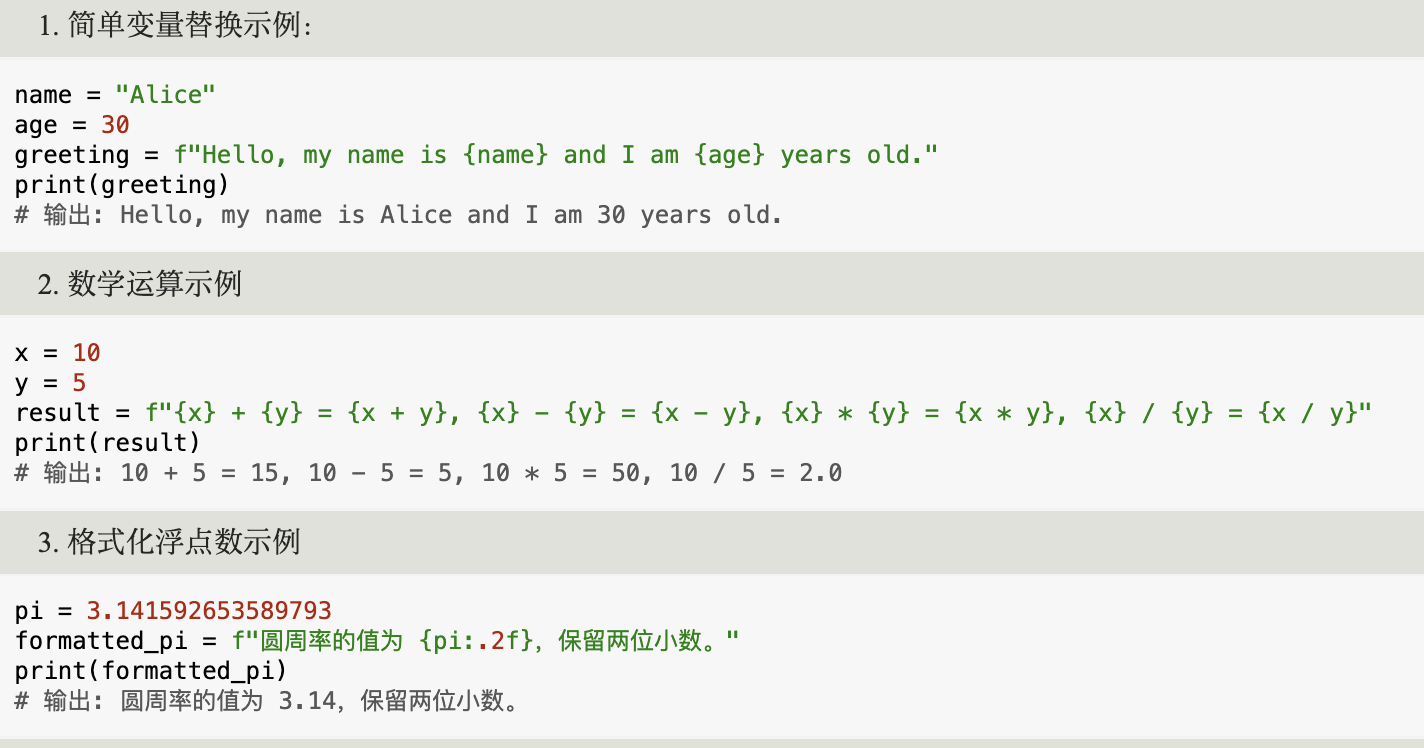 1. 简单变量替换示例：
name = "Alice"
age = 30
greeting = f"Hello, my name is {name} and I am {age} years old."
print(greeting)
# 输出: Hello, my name is Alice and I am 30 years old.
2. 数学运算示例
x = 10
y = 5
result = f"{x} + {y} = {x + y}, {x} - {y} = {x - y}, {x} * {y} = {x * y}, {x} / {y} = {x / y}"
print(result)
# 输出: 10 + 5 = 15, 10 - 5 = 5, 10 * 5 = 50, 10 / 5 = 2.0
3. 格式化浮点数示例
pi = 3.141592653589793
formatted_pi = f"圆周率的值为 {pi:.2f}，保留两位小数。"
print(formatted_pi)
# 输出: 圆周率的值为 3.14，保留两位小数。